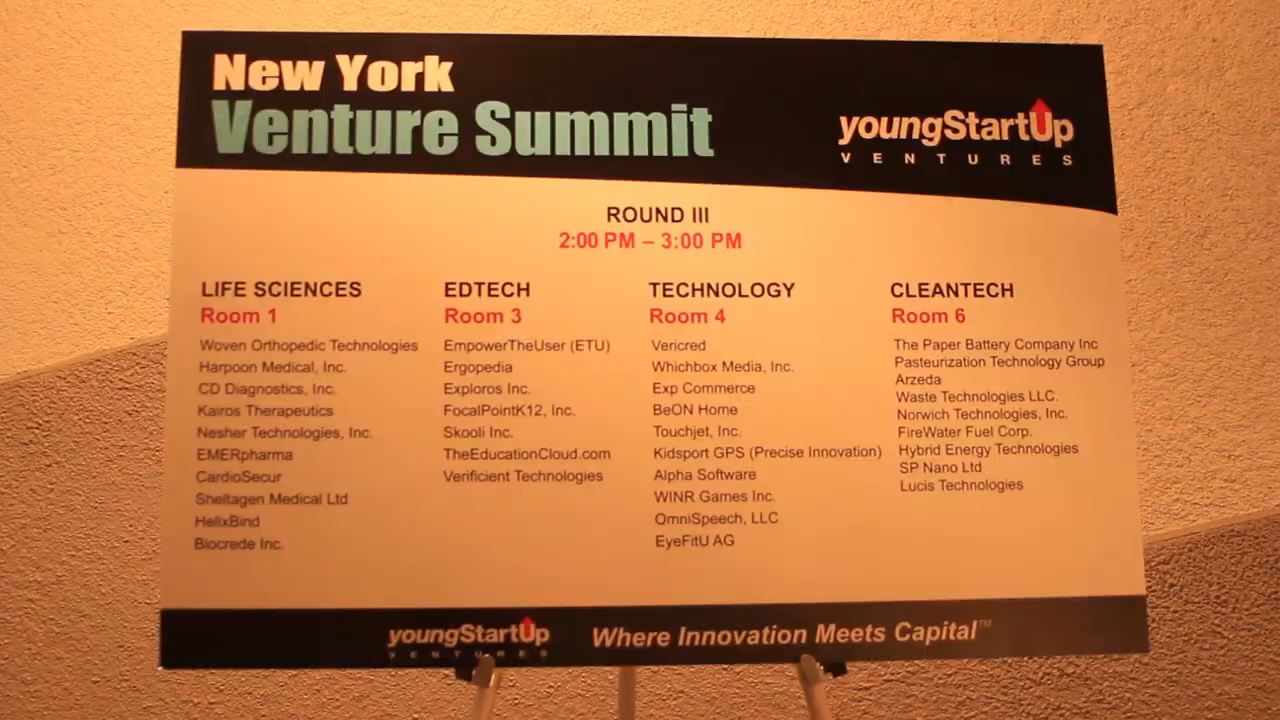 New York
Venture Summit
youngStartUp
VENTURES
ROUND III
2:00 PM – 3:00 PM
LIFE SCIENCES
Room 1
Woven Orthopedic Technologies
Harpoon Medical, Inc.
CD Diagnostics, Inc.
Kairos Therapeutics
Nesher Technologies, Inc.
EMERpharma
CardioSecur
Sheltagen Medical Ltd
HelixBind
Biocrede Inc.
EDTECH
Room 3
EmpowerTheUser (ETU)
Ergopedia
Exploros Inc.
FocalPointK12, Inc.
Skooli Inc.
TheEducationCloud.com
Verificient Technologies
TECHNOLOGY
Room 4
Vericred
Whichbox Media, Inc.
Exp Commerce
BeON Home
Touchjet, Inc.
Kidsport GPS (Precise Innovation)
Alpha Software
WINR Games Inc.
OmniSpeech, LLC
EyeFitU AG
CLEANTECH
Room 6
The Paper Battery Company Inc
Pasteurization Technology Group
Arzeda
Waste Technologies LLC.
Norwich Technologies, Inc.
FireWater Fuel Corp.
Hybrid Energy Technologies
SP Nano Ltd
Lucis Technologies
youngStartUp
VENTURES
Where Innovation Meets Capital™